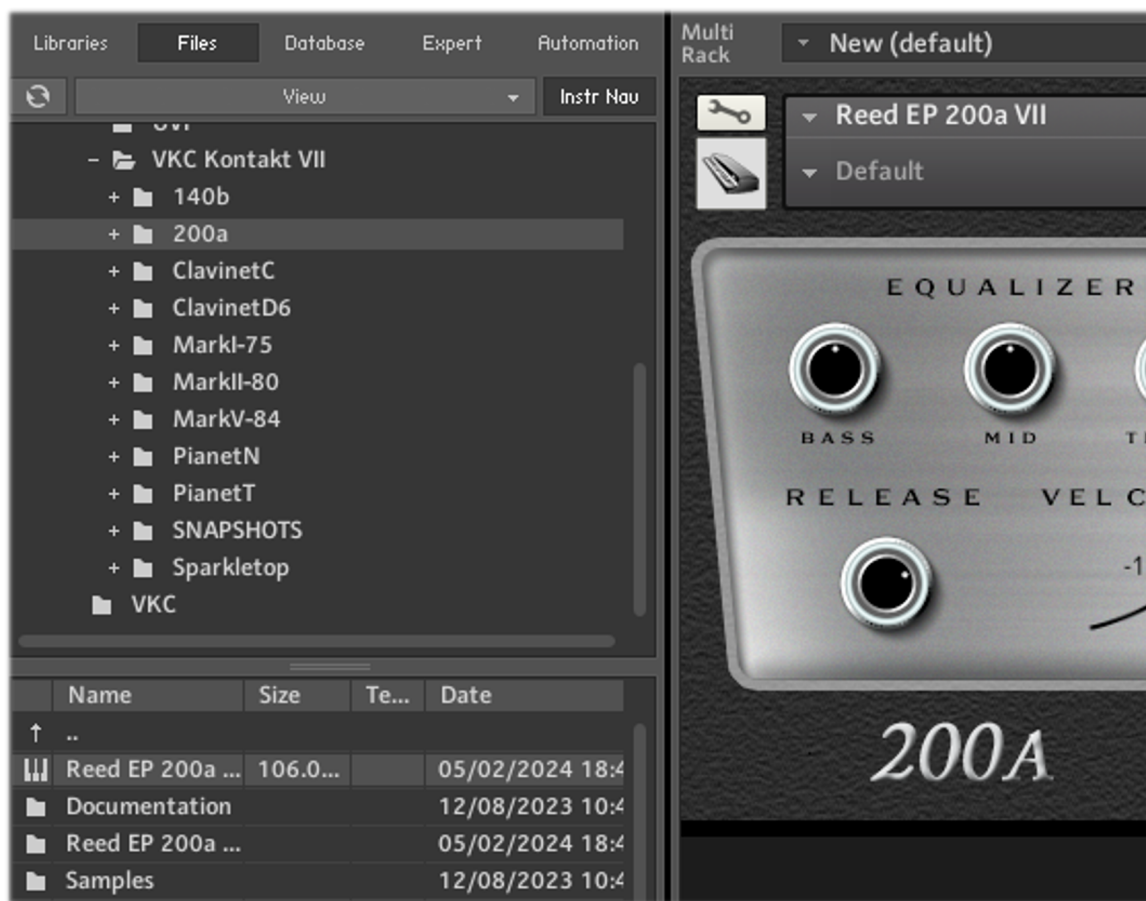 Libraries
Files
Database
Expert
Automation
View
Instr Nav
VKC Kontakt VII
140b
200a
ClavinetC
ClavinetD6
MarkI-75
MarkII-80
MarkV-84
PianetN
PianetT
SNAPSHOTS
Sparkletop
VKC
Name Size Te... Date
..
Reed EP 200a ... 106.0... 05/02/2024 18:4
Documentation 12/08/2023 10:4
Reed EP 200a ... 05/02/2024 18:4
Samples 12/08/2023 10:4
Multi
Rack
New (default)
Reed EP 200a VII
Default
EQUALIZER
BASS MID
RELEASE VELC
-1
200A